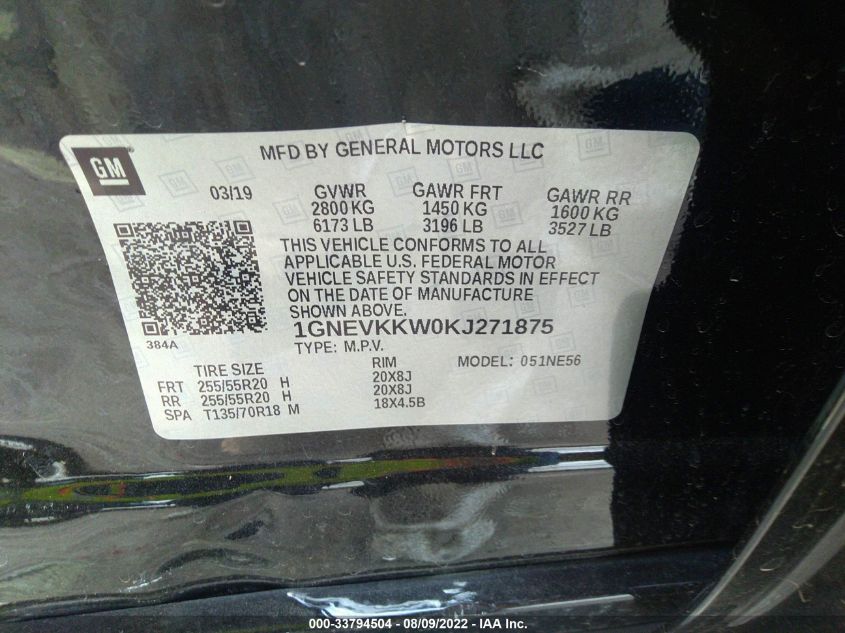 GM
MFD BY GENERAL MOTORS LLC
03/19 GVWR GAWR FRT GAWR RR
2800 KG 1450 KG 1600 KG
6173 LB 3196 LB 3527 LB
THIS VEHICLE CONFORMS TO ALL
APPLICABLE U.S. FEDERAL MOTOR
VEHICLE SAFETY STANDARDS IN EFFECT
ON THE DATE OF MANUFACTURE
SHOWN ABOVE.
384A
1GNEVKKW0KJ271875
TYPE: M.P.V. MODEL: 051NE56
TIRE SIZE RIM
FRT 255/55R20 H 20X8J
RR 255/55R20 H 20X8J
SPA T135/70R18 M 18X4.5B
000-33794504 - 08/09/2022 - IAA Inc.